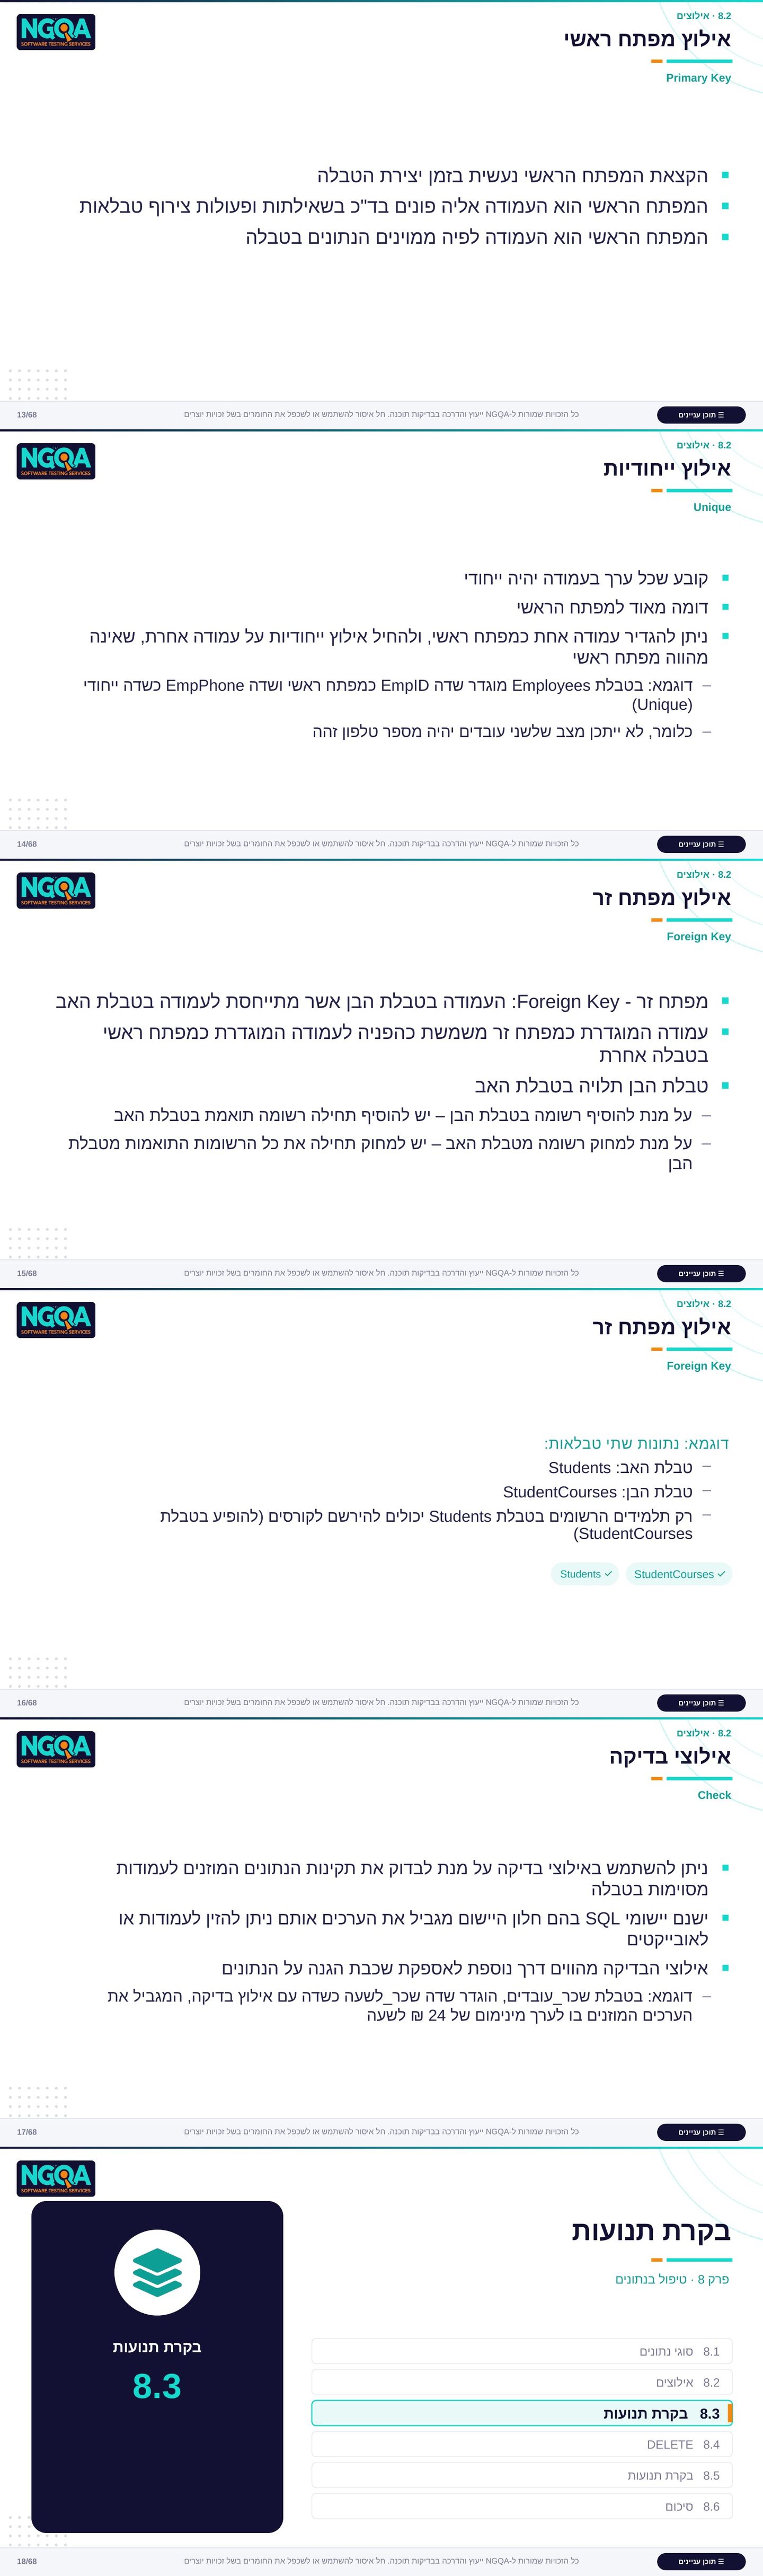 8.2 · אילוצים
NGQA
SOFTWARE TESTING SERVICES
אילוץ מפתח ראשי
Primary Key
הקצאת המפתח הראשי נעשית בזמן יצירת הטבלה
המפתח הראשי הוא העמודה אליה פונים בד"כ בשאילתות ופעולות צירוף טבלאות
המפתח הראשי הוא העמודה לפיה ממוינים הנתונים בטבלה
☰ תוכן עניינים
כל הזכויות שמורות ל-NGQA ייעוץ והדרכה בבדיקות תוכנה. חל איסור להשתמש או לשכפל את החומרים בשל זכויות יוצרים
13/68
8.2 · אילוצים
NGQA
SOFTWARE TESTING SERVICES
אילוץ ייחודיות
Unique
קובע שכל ערך בעמודה יהיה ייחודי
דומה מאוד למפתח הראשי
ניתן להגדיר עמודה אחת כמפתח ראשי, ולהחיל אילוץ ייחודיות על עמודה אחרת, שאינה
מהווה מפתח ראשי
– דוגמא: בטבלת Employees מוגדר שדה EmpID כמפתח ראשי ושדה EmpPhone כשדה ייחודי
(Unique)
– כלומר, לא ייתכן מצב שלשני עובדים יהיה מספר טלפון זהה
☰ תוכן עניינים
כל הזכויות שמורות ל-NGQA ייעוץ והדרכה בבדיקות תוכנה. חל איסור להשתמש או לשכפל את החומרים בשל זכויות יוצרים
14/68
8.2 · אילוצים
NGQA
SOFTWARE TESTING SERVICES
אילוץ מפתח זר
Foreign Key
מפתח זר - Foreign Key: העמודה בטבלת הבן אשר מתייחסת לעמודה בטבלת האב
עמודה המוגדרת כמפתח זר משמשת כהפניה לעמודה המוגדרת כמפתח ראשי
בטבלה אחרת
טבלת הבן תלויה בטבלת האב
– על מנת להוסיף רשומה בטבלת הבן – יש להוסיף תחילה רשומה תואמת בטבלת האב
– על מנת למחוק רשומה מטבלת האב – יש למחוק תחילה את כל הרשומות התואמות מטבלת
הבן
☰ תוכן עניינים
כל הזכויות שמורות ל-NGQA ייעוץ והדרכה בבדיקות תוכנה. חל איסור להשתמש או לשכפל את החומרים בשל זכויות יוצרים
15/68
8.2 · אילוצים
NGQA
SOFTWARE TESTING SERVICES
אילוץ מפתח זר
Foreign Key
דוגמא: נתונות שתי טבלאות:
– טבלת האב: Students
– טבלת הבן: StudentCourses
– רק תלמידים הרשומים בטבלת Students יכולים להירשם לקורסים (להופיע בטבלת
StudentCourses)
✓ StudentCourses
✓ Students
☰ תוכן עניינים
כל הזכויות שמורות ל-NGQA ייעוץ והדרכה בבדיקות תוכנה. חל איסור להשתמש או לשכפל את החומרים בשל זכויות יוצרים
16/68
8.2 · אילוצים
NGQA
SOFTWARE TESTING SERVICES
אילוצי בדיקה
Check
ניתן להשתמש באילוצי בדיקה על מנת לבדוק את תקינות הנתונים המוזנים לעמודות
מסוימות בטבלה
ישנם יישומי SQL בהם חלון היישום מגביל את הערכים אותם ניתן להזין לעמודות או
לאובייקטים
אילוצי הבדיקה מהווים דרך נוספת לאספקת שכבת הגנה על הנתונים
– דוגמא: בטבלת שכר_עובדים, הוגדר שדה שכר_לשעה כשדה עם אילוץ בדיקה, המגביל את
הערכים המוזנים בו לערך מינימום של 24 ₪ לשעה
☰ תוכן עניינים
כל הזכויות שמורות ל-NGQA ייעוץ והדרכה בבדיקות תוכנה. חל איסור להשתמש או לשכפל את החומרים בשל זכויות יוצרים
17/68
NGQA
SOFTWARE TESTING SERVICES
בקרת תנועות
פרק 8 · טיפול בנתונים
8.1 סוגי נתונים
8.2 אילוצים
8.3 בקרת תנועות
8.4 DELETE
8.5 בקרת תנועות
8.6 סיכום
בקרת תנועות
8.3
☰ תוכן עניינים
כל הזכויות שמורות ל-NGQA ייעוץ והדרכה בבדיקות תוכנה. חל איסור להשתמש או לשכפל את החומרים בשל זכויות יוצרים
18/68